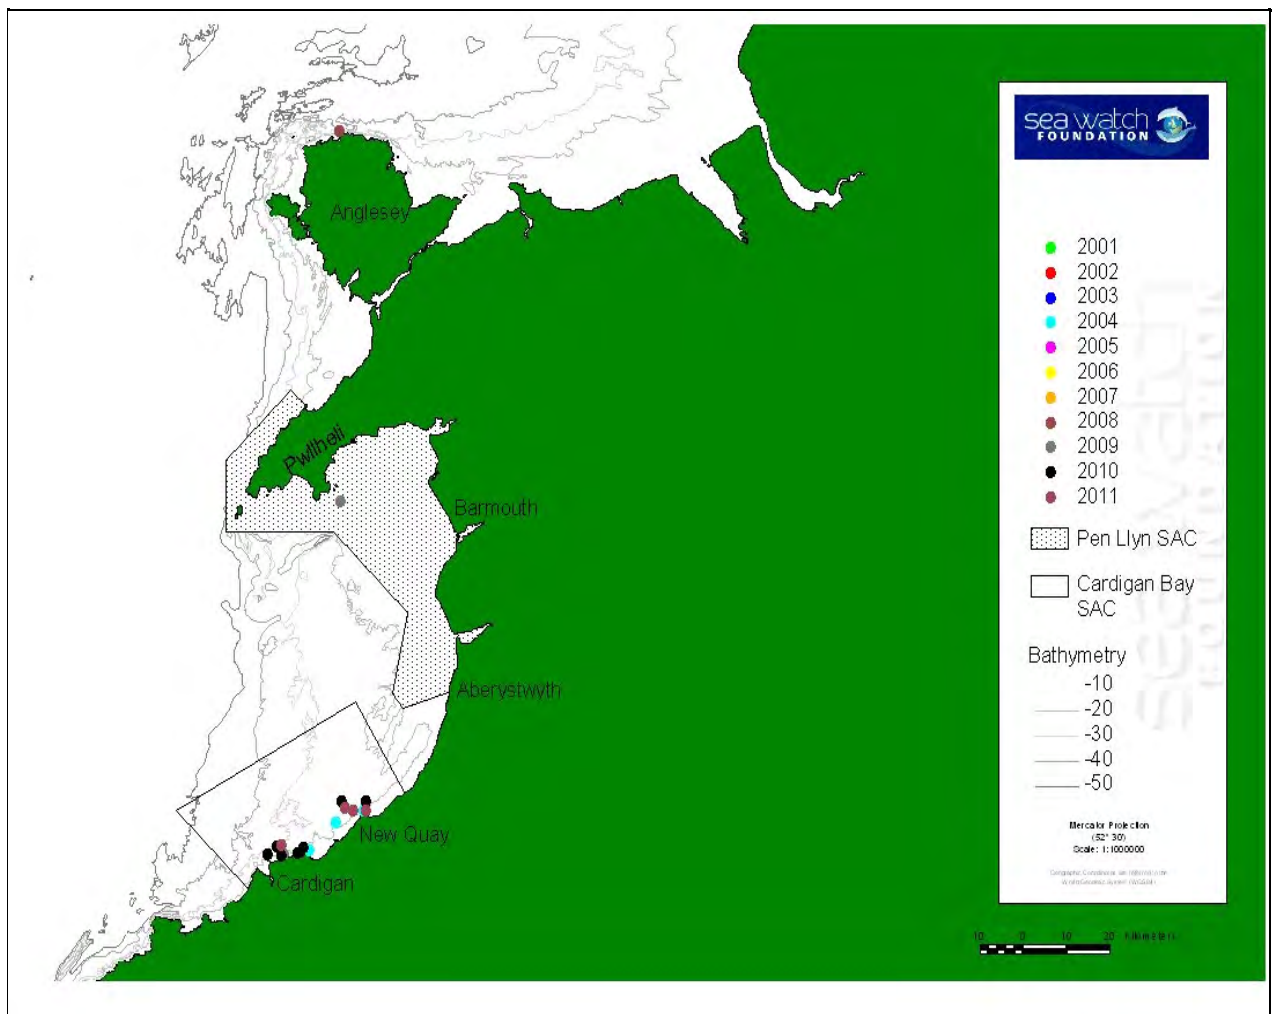 sea watch
FOUNDATION
Anglesey
Pwllheli
Barmouth
Aberystwyth
New Quay
Cardigan
2001
2002
2003
2004
2005
2006
2007
2008
2009
2010
2011
Pen Llyn SAC
Cardigan Bay
SAC
Bathymetry
-10
-20
-30
-40
-50
Mercator Projection
(52° 30)
Scale: 1:1000000
10 0 10 20 Kilometers